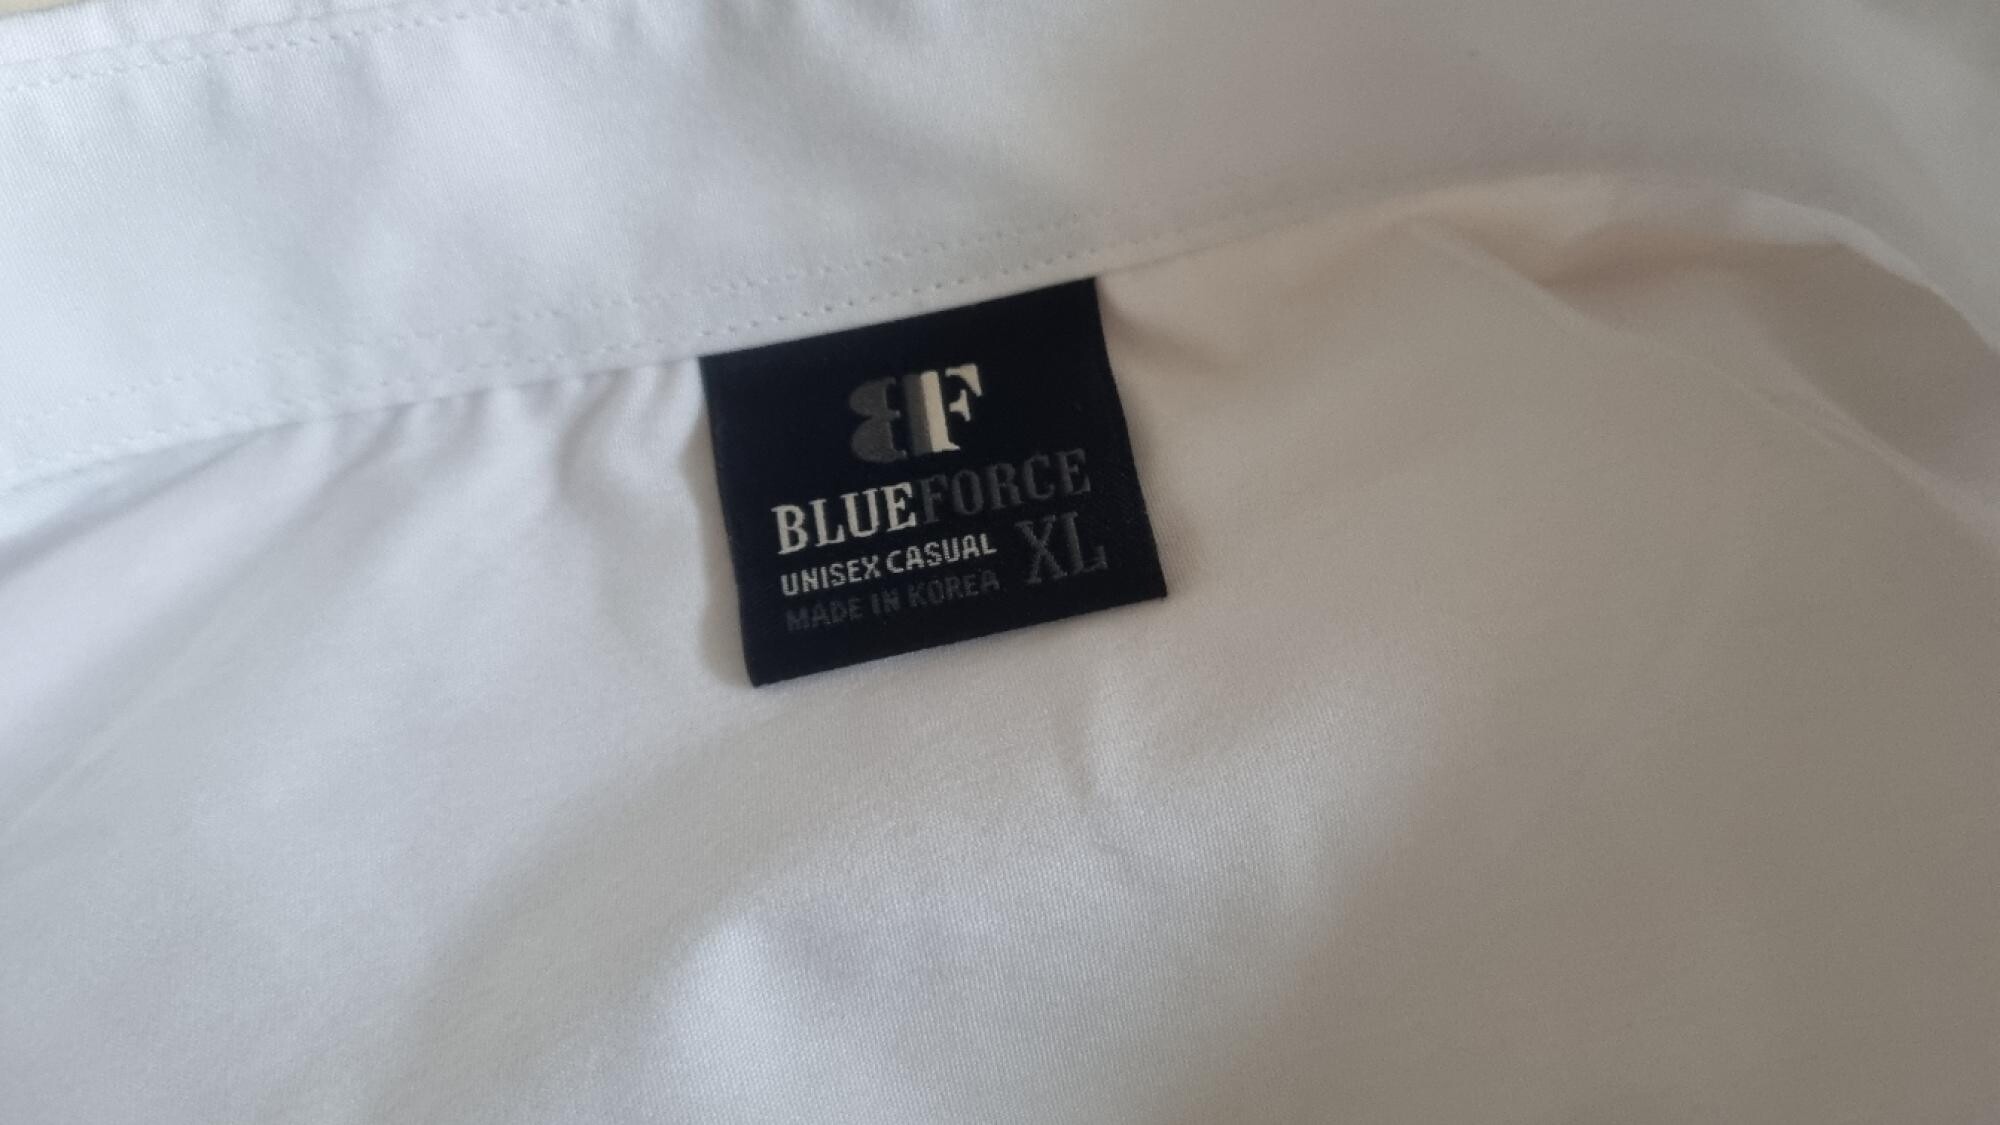 BF
BLUEFORCE
UNISEX CASUAL XL
MADE IN KOREA